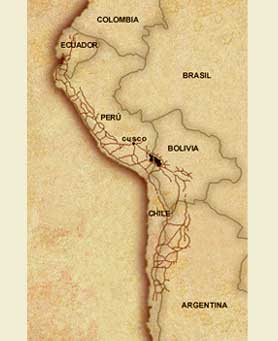 COLOMBIA
ECUADOR
BRASIL
PERÚ
cusco
BOLIVIA
CHILE
ARGENTINA